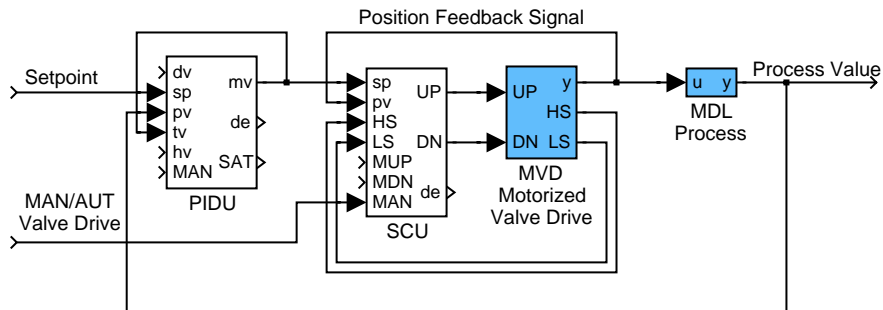 Position Feedback Signal
Setpoint
Process Value
dv
sp
pv
tv
hv
MAN
mv
de
SAT
PIDU
sp
pv
HS
LS
MUP
MDN
MAN
UP
DN
de
SCU
UP
DN
y
HS
LS
MVD
Motorized
Valve Drive
u y
MDL
Process
MAN/AUT
Valve Drive